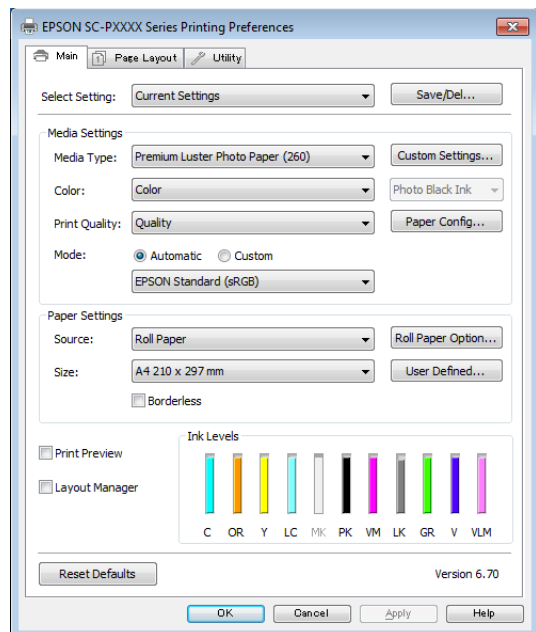 EPSON SC-PXXXX Series Printing Preferences
Main
Page Layout
Utility
Select Setting: Current Settings Save/Del...
Media Settings
Media Type: Premium Luster Photo Paper (260) Custom Settings...
Color: Color Photo Black Ink
Print Quality: Quality Paper Config...
Mode: Automatic Custom
EPSON Standard (sRGB)
Paper Settings
Source: Roll Paper Roll Paper Option...
Size: A4 210 x 297 mm User Defined...
Borderless
Ink Levels
Print Preview
Layout Manager
C OR Y LC MK PK VM LK GR V VLM
Reset Defaults Version 6.70
OK Cancel Apply Help